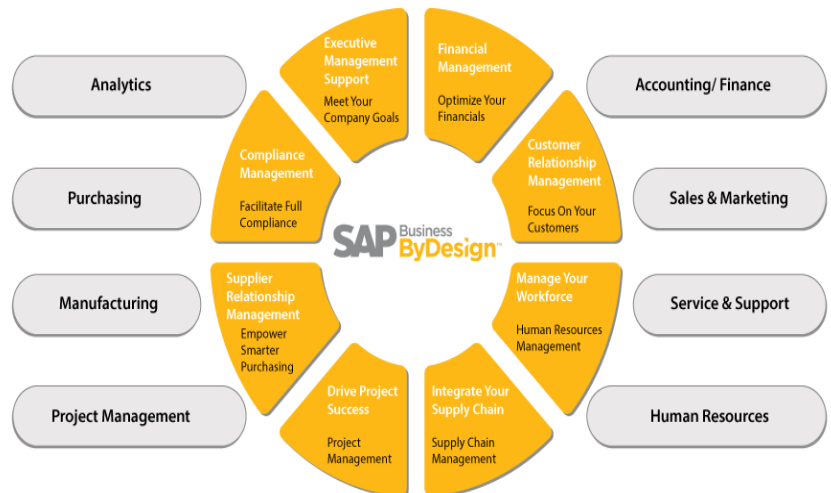 Analytics
Purchasing
Manufacturing
Project Management
Executive
Management
Support
Meet Your
Company Goals
Financial
Management
Optimize Your
Financials
Compliance
Management
Facilitate Full
Compliance
Customer
Relationship
Management
Focus On Your
Customers
SAP Business
ByDesign™
Supplier
Relationship
Management
Empower
Smarter
Purchasing
Manage Your
Workforce
Human Resources
Management
Drive Project
Success
Project
Management
Integrate Your
Supply Chain
Supply Chain
Management
Accounting/ Finance
Sales & Marketing
Service & Support
Human Resources